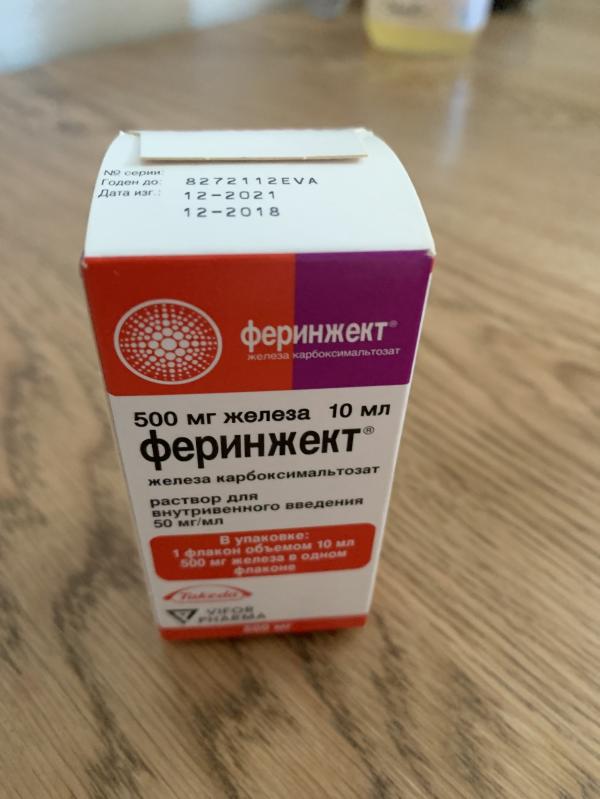 № серии:
Годен до: 8272112EVA
Дата изг.: 12-2021
12-2018
феринжект®
железа карбоксимальтозат
500 мг железа 10 мл
феринжект®
железа карбоксимальтозат
раствор для
внутривенного введения
50 мг/мл
В упаковке:
1 флакон объемом 10 мл
500 мг железа в одном
флаконе
Takeda
VIFOR
PHARMA
500 мг